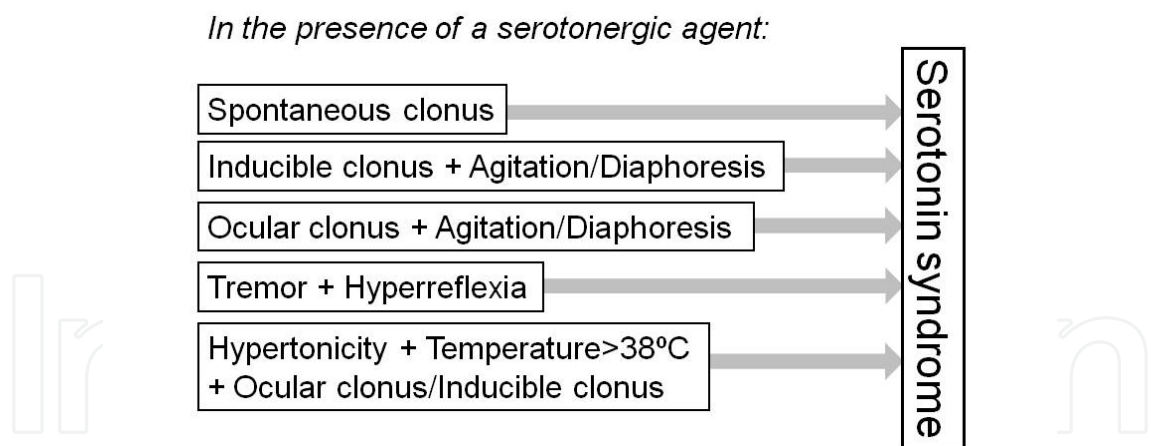 In the presence of a serotonergic agent:
Spontaneous clonus
Inducible clonus + Agitation/Diaphoresis
Ocular clonus + Agitation/Diaphoresis
Tremor + Hyperreflexia
Hypertonicity + Temperature>38ºC
+ Ocular clonus/Inducible clonus
Serotonin syndrome